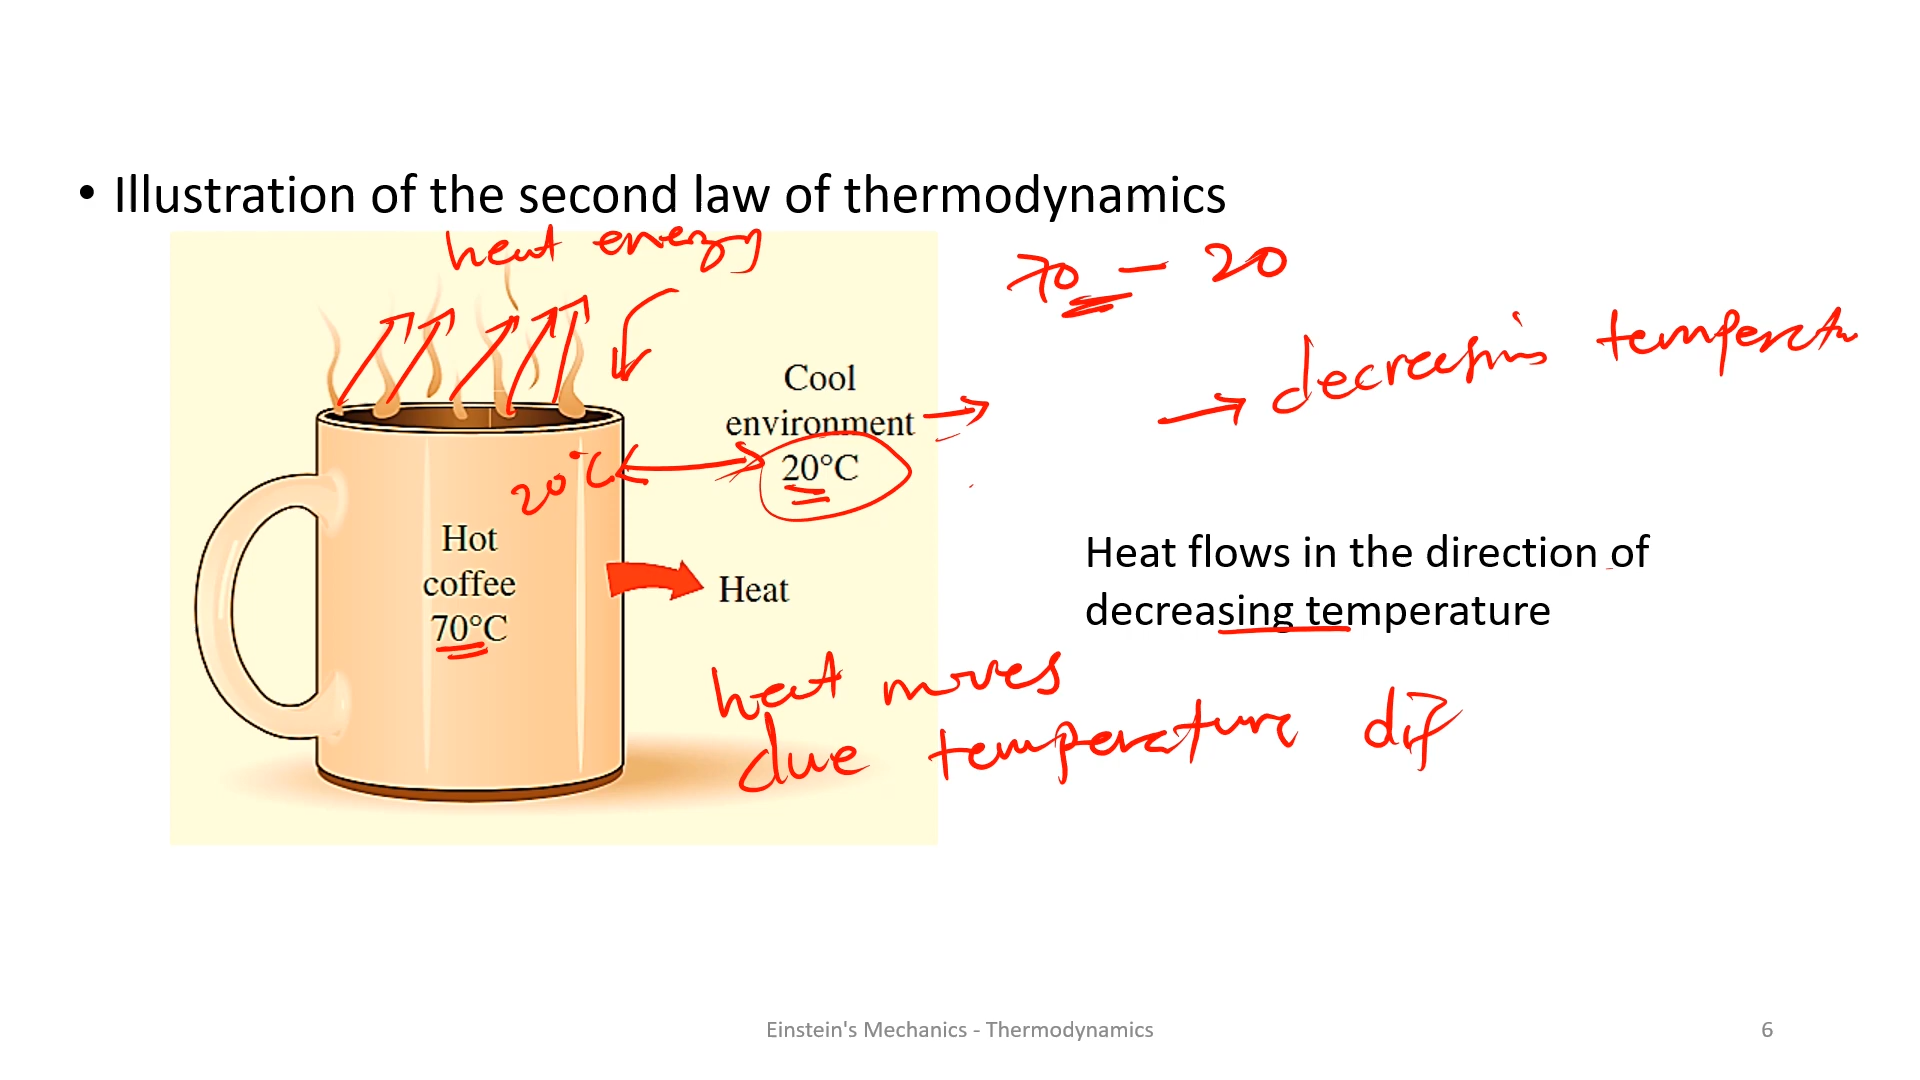 • Illustration of the second law of thermodynamics
heat energy
70 - 20
decreasing
Cool
environment
20°C
20°C
Hot
coffee
70°C
Heat
Heat flows in the direction of
decreasing temperature
heat moves
due temperature dif
Einstein's Mechanics - Thermodynamics
6